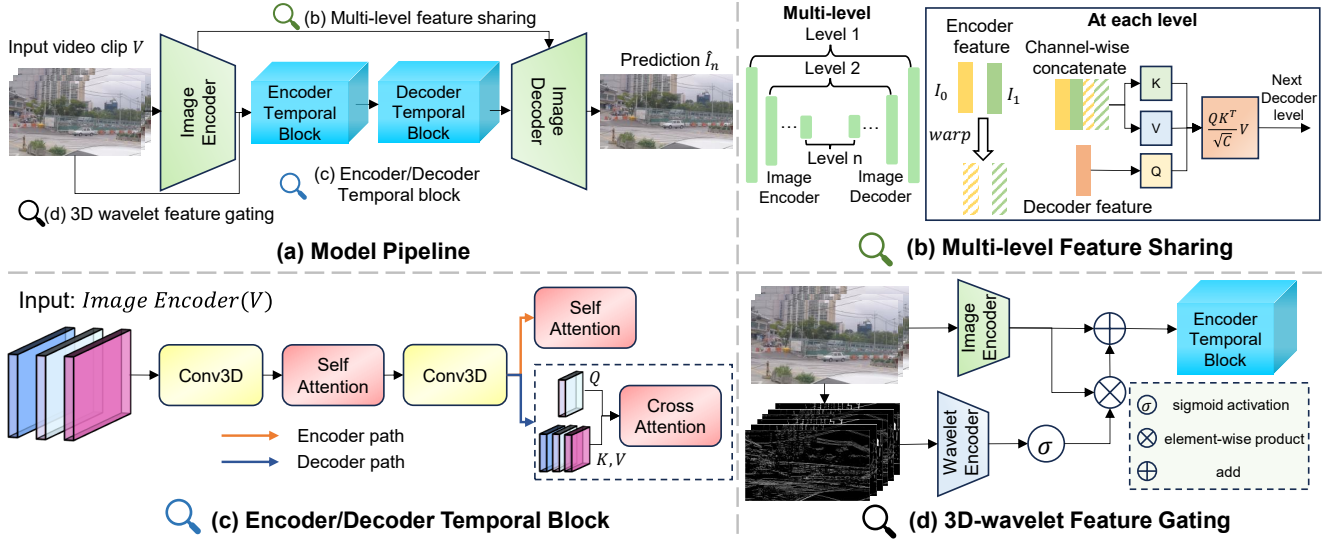 (b) Multi-level feature sharing
Input video clip V
Image
Encoder
Encoder
Temporal
Block
Decoder
Temporal
Block
Image
Decoder
Prediction Î_n
(c) Encoder/Decoder
Temporal block
(d) 3D wavelet feature gating
(a) Model Pipeline
Multi-level
Level 1
Level 2
...
...
Level n
Image
Encoder
Image
Decoder
At each level
Encoder
feature
I_0
I_1
warp
Channel-wise
concatenate
K
V
Q
QK^T
√C
V
Next
Decoder
level
Decoder feature
(b) Multi-level Feature Sharing
Input: Image Encoder(V)
Conv3D
Self
Attention
Conv3D
Self
Attention
Q
K,V
Cross
Attention
Encoder path
Decoder path
(c) Encoder/Decoder Temporal Block
Image
Encoder
Encoder
Temporal
Block
Wavelet
Encoder
σ
σ sigmoid activation
⊗ element-wise product
⊕ add
(d) 3D-wavelet Feature Gating